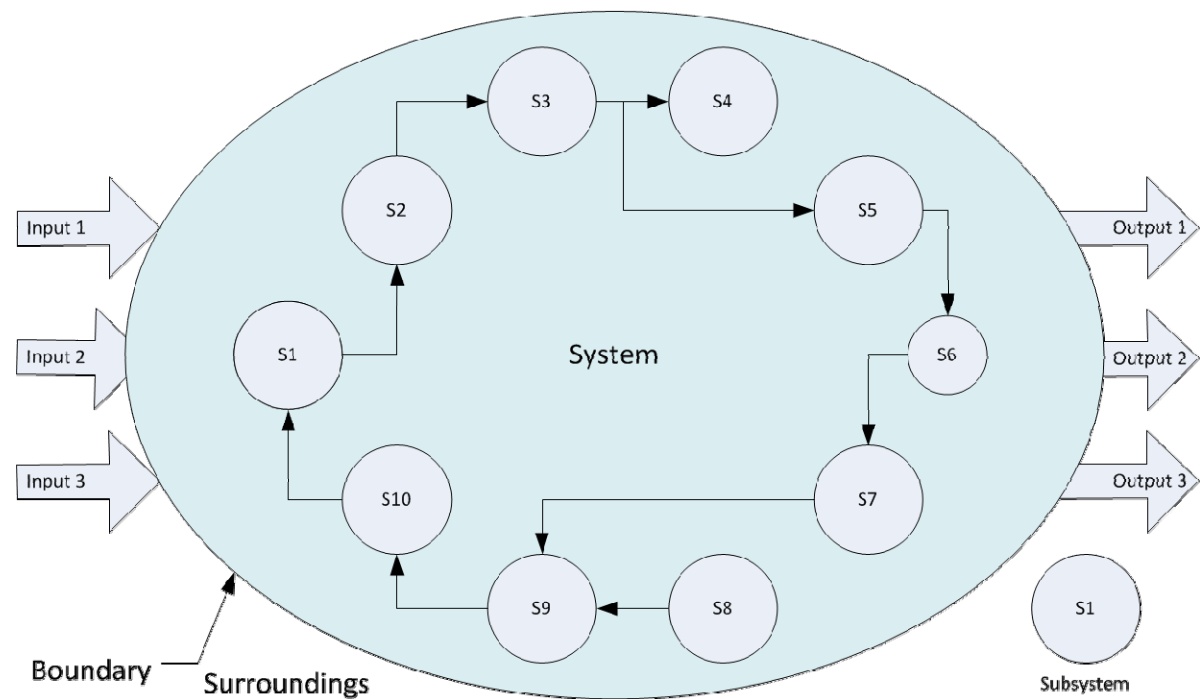 S3
S4
S2
S5
Input 1
Output 1
S1
System
S6
Input 2
Output 2
Input 3
Output 3
S10
S7
S9
S8
S1
Boundary
Surroundings
Subsystem